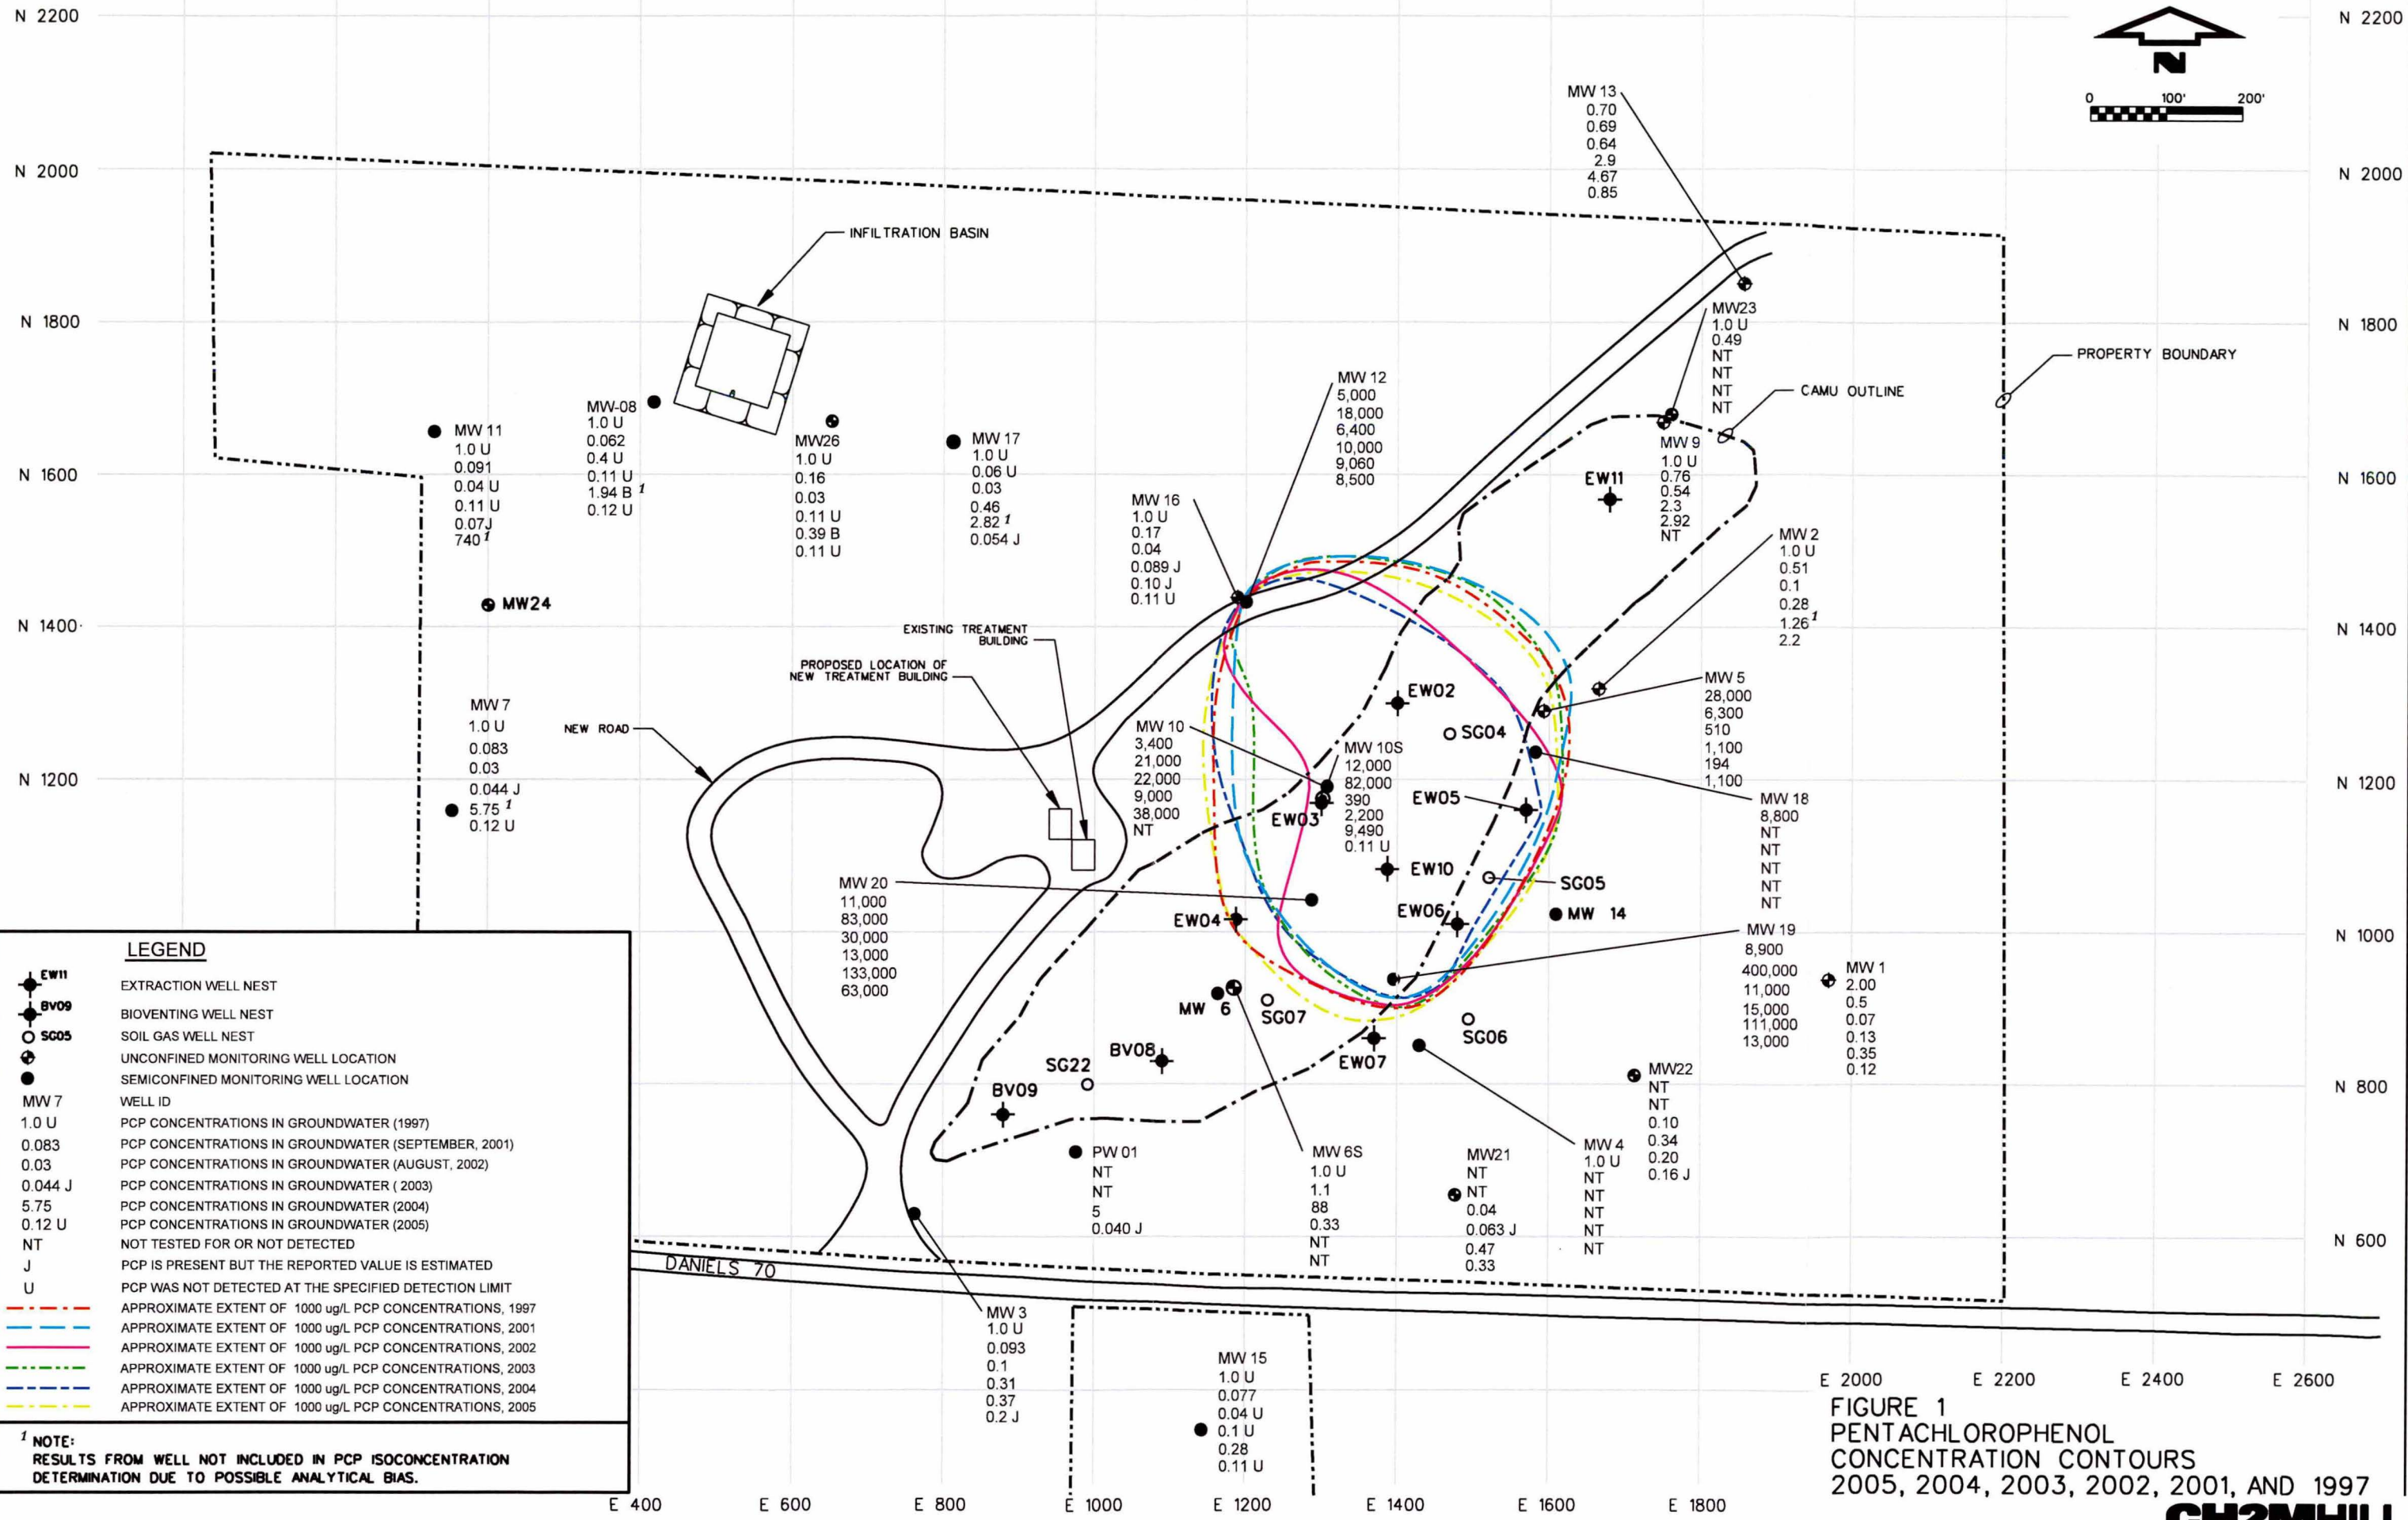 N 2200
N 2200
N
0 100' 200'
MW 13
0.70
0.69
0.64
2.9
4.67
0.85
N 2000
N 2000
INFILTRATION BASIN
N 1800
N 1800
MW23
1.0 U
0.49
NT
NT
NT
NT
PROPERTY BOUNDARY
CAMU OUTLINE
MW 12
5,000
18,000
6,400
10,000
9,060
8,500
MW 11
1.0 U
0.091
0.04 U
0.11 U
0.07J
740 1
MW-08
1.0 U
0.062
0.4 U
0.11 U
1.94 B 1
0.12 U
MW26
1.0 U
0.16
0.03
0.11 U
0.39 B
0.11 U
MW 17
1.0 U
0.06 U
0.03
0.46
2.82 1
0.054 J
MW 9
1.0 U
0.76
0.54
2.3
2.92
NT
N 1600
N 1600
EW11
MW 16
1.0 U
0.17
0.04
0.089 J
0.10 J
0.11 U
MW 2
1.0 U
0.51
0.1
0.28
1.26 1
2.2
MW24
N 1400
N 1400
EXISTING TREATMENT
BUILDING
PROPOSED LOCATION OF
NEW TREATMENT BUILDING
NEW ROAD
MW 7
1.0 U
0.083
0.03
0.044 J
5.75 1
0.12 U
EW02
SG04
MW 5
28,000
6,300
510
1,100
194
1,100
MW 10
3,400
21,000
22,000
9,000
38,000
NT
MW 10S
12,000
82,000
390
2,200
9,490
0.11 U
N 1200
N 1200
EW03
EW05
MW 18
8,800
NT
NT
NT
NT
NT
EW10
SG05
MW 20
11,000
83,000
30,000
13,000
133,000
63,000
EW04
EW06
MW 14
MW 19
8,900
400,000
11,000
15,000
111,000
13,000
N 1000
MW 1
2.00
0.5
0.07
0.13
0.35
0.12
MW 6
SG07
SG06
EW07
BV08
SG22
BV09
MW22
NT
NT
0.10
0.34
0.20
0.16 J
N 800
PW 01
NT
NT
5
0.040 J
MW 6S
1.0 U
1.1
88
0.33
NT
NT
MW21
NT
NT
0.04
0.063 J
0.47
0.33
MW 4
1.0 U
NT
NT
NT
NT
NT
N 600
DANIELS 70
MW 3
1.0 U
0.093
0.1
0.31
0.37
0.2 J
MW 15
1.0 U
0.077
0.04 U
0.1 U
0.28
0.11 U
LEGEND
EW11 EXTRACTION WELL NEST
BV09 BIOVENTING WELL NEST
SG05 SOIL GAS WELL NEST
UNCONFINED MONITORING WELL LOCATION
SEMICONFINED MONITORING WELL LOCATION
MW 7 WELL ID
1.0 U PCP CONCENTRATIONS IN GROUNDWATER (1997)
0.083 PCP CONCENTRATIONS IN GROUNDWATER (SEPTEMBER, 2001)
0.03 PCP CONCENTRATIONS IN GROUNDWATER (AUGUST, 2002)
0.044 J PCP CONCENTRATIONS IN GROUNDWATER ( 2003)
5.75 PCP CONCENTRATIONS IN GROUNDWATER (2004)
0.12 U PCP CONCENTRATIONS IN GROUNDWATER (2005)
NT NOT TESTED FOR OR NOT DETECTED
J PCP IS PRESENT BUT THE REPORTED VALUE IS ESTIMATED
U PCP WAS NOT DETECTED AT THE SPECIFIED DETECTION LIMIT
APPROXIMATE EXTENT OF 1000 ug/L PCP CONCENTRATIONS, 1997
APPROXIMATE EXTENT OF 1000 ug/L PCP CONCENTRATIONS, 2001
APPROXIMATE EXTENT OF 1000 ug/L PCP CONCENTRATIONS, 2002
APPROXIMATE EXTENT OF 1000 ug/L PCP CONCENTRATIONS, 2003
APPROXIMATE EXTENT OF 1000 ug/L PCP CONCENTRATIONS, 2004
APPROXIMATE EXTENT OF 1000 ug/L PCP CONCENTRATIONS, 2005
1 NOTE:
RESULTS FROM WELL NOT INCLUDED IN PCP ISOCONCENTRATION
DETERMINATION DUE TO POSSIBLE ANALYTICAL BIAS.
E 400 E 600 E 800 E 1000 E 1200 E 1400 E 1600 E 1800
E 2000 E 2200 E 2400 E 2600
FIGURE 1
PENTACHLOROPHENOL
CONCENTRATION CONTOURS
2005, 2004, 2003, 2002, 2001, AND 1997
CH2MHILL